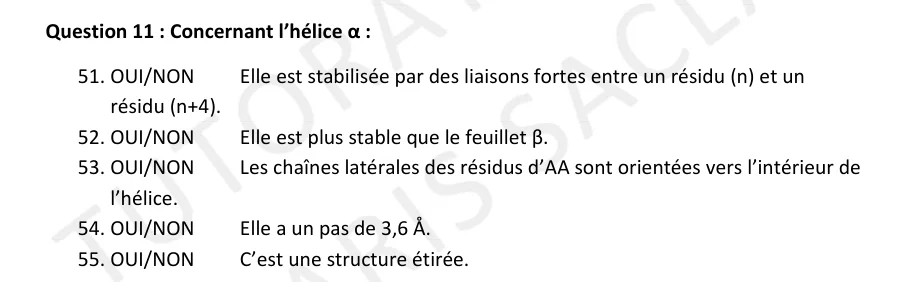 Question 11 : Concernant l’hélice α :
51. OUI/NON Elle est stabilisée par des liaisons fortes entre un résidu (n) et un
résidu (n+4).
52. OUI/NON Elle est plus stable que le feuillet β.
53. OUI/NON Les chaînes latérales des résidus d’AA sont orientées vers l’intérieur de
l’hélice.
54. OUI/NON Elle a un pas de 3,6 Å.
55. OUI/NON C’est une structure étirée.